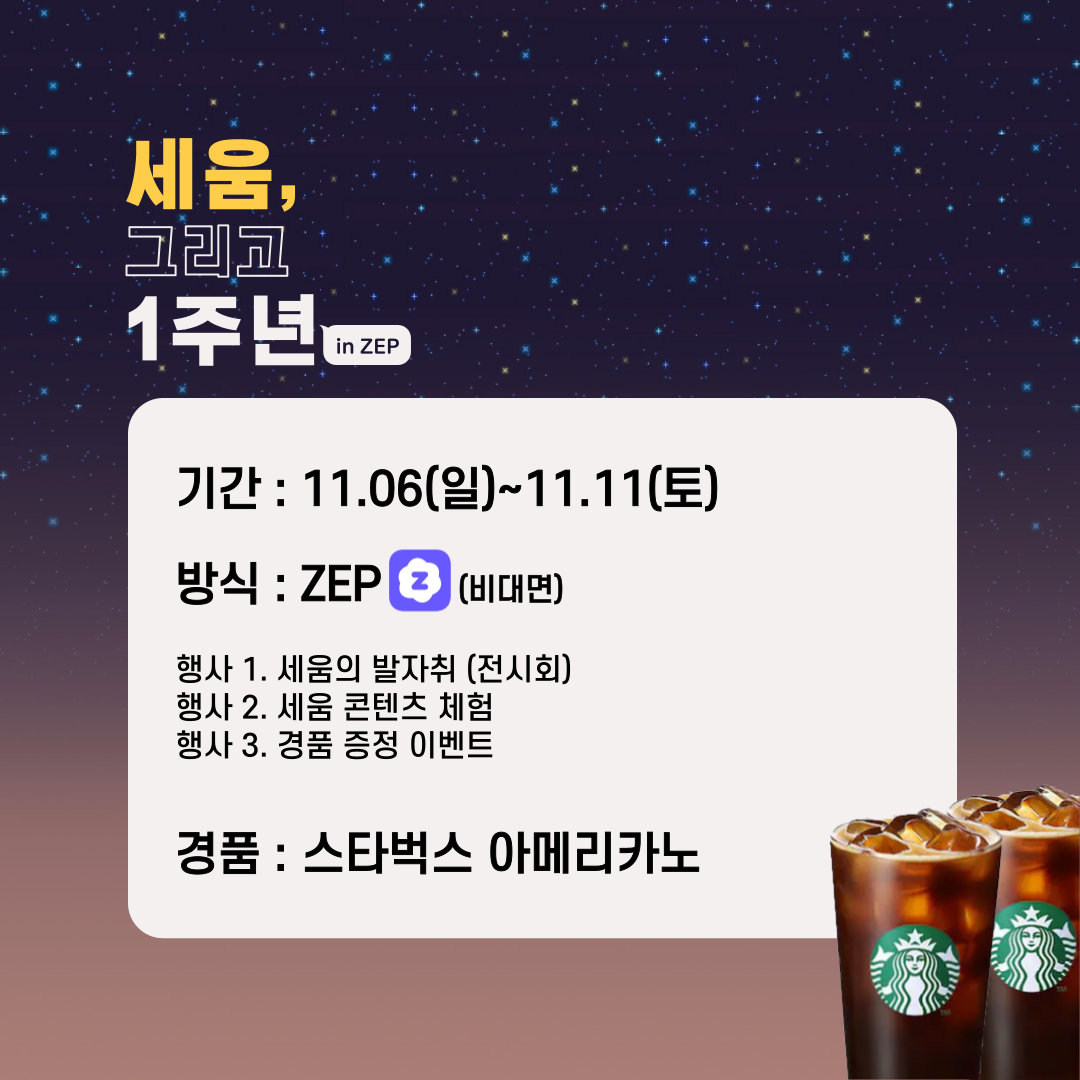 세움,
그리고
1주년
in ZEP
기간 : 11.06(일)~11.11(토)
방식 : ZEP z (비대면)
행사 1. 세움의 발자취 (전시회)
행사 2. 세움 콘텐츠 체험
행사 3. 경품 증정 이벤트
경품 : 스타벅스 아메리카노
TM
TM